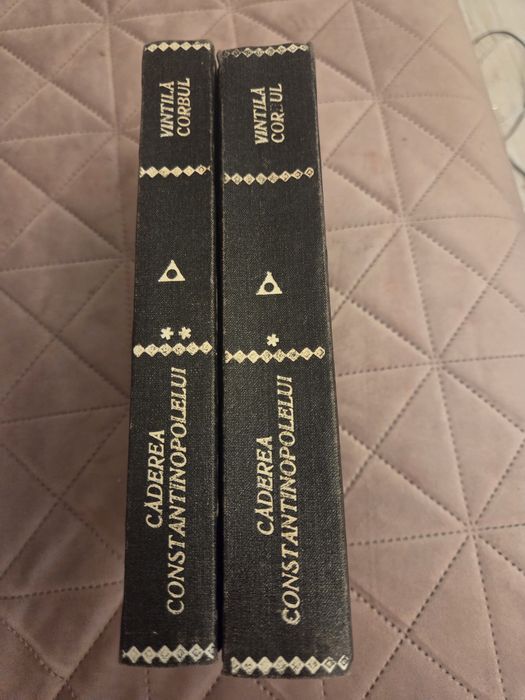 VINTILĂ
CORBUL
**
CĂDEREA
CONSTANTINOPOLELUI
VINTILĂ
CORBUL
*
CĂDEREA
CONSTANTINOPOLELUI